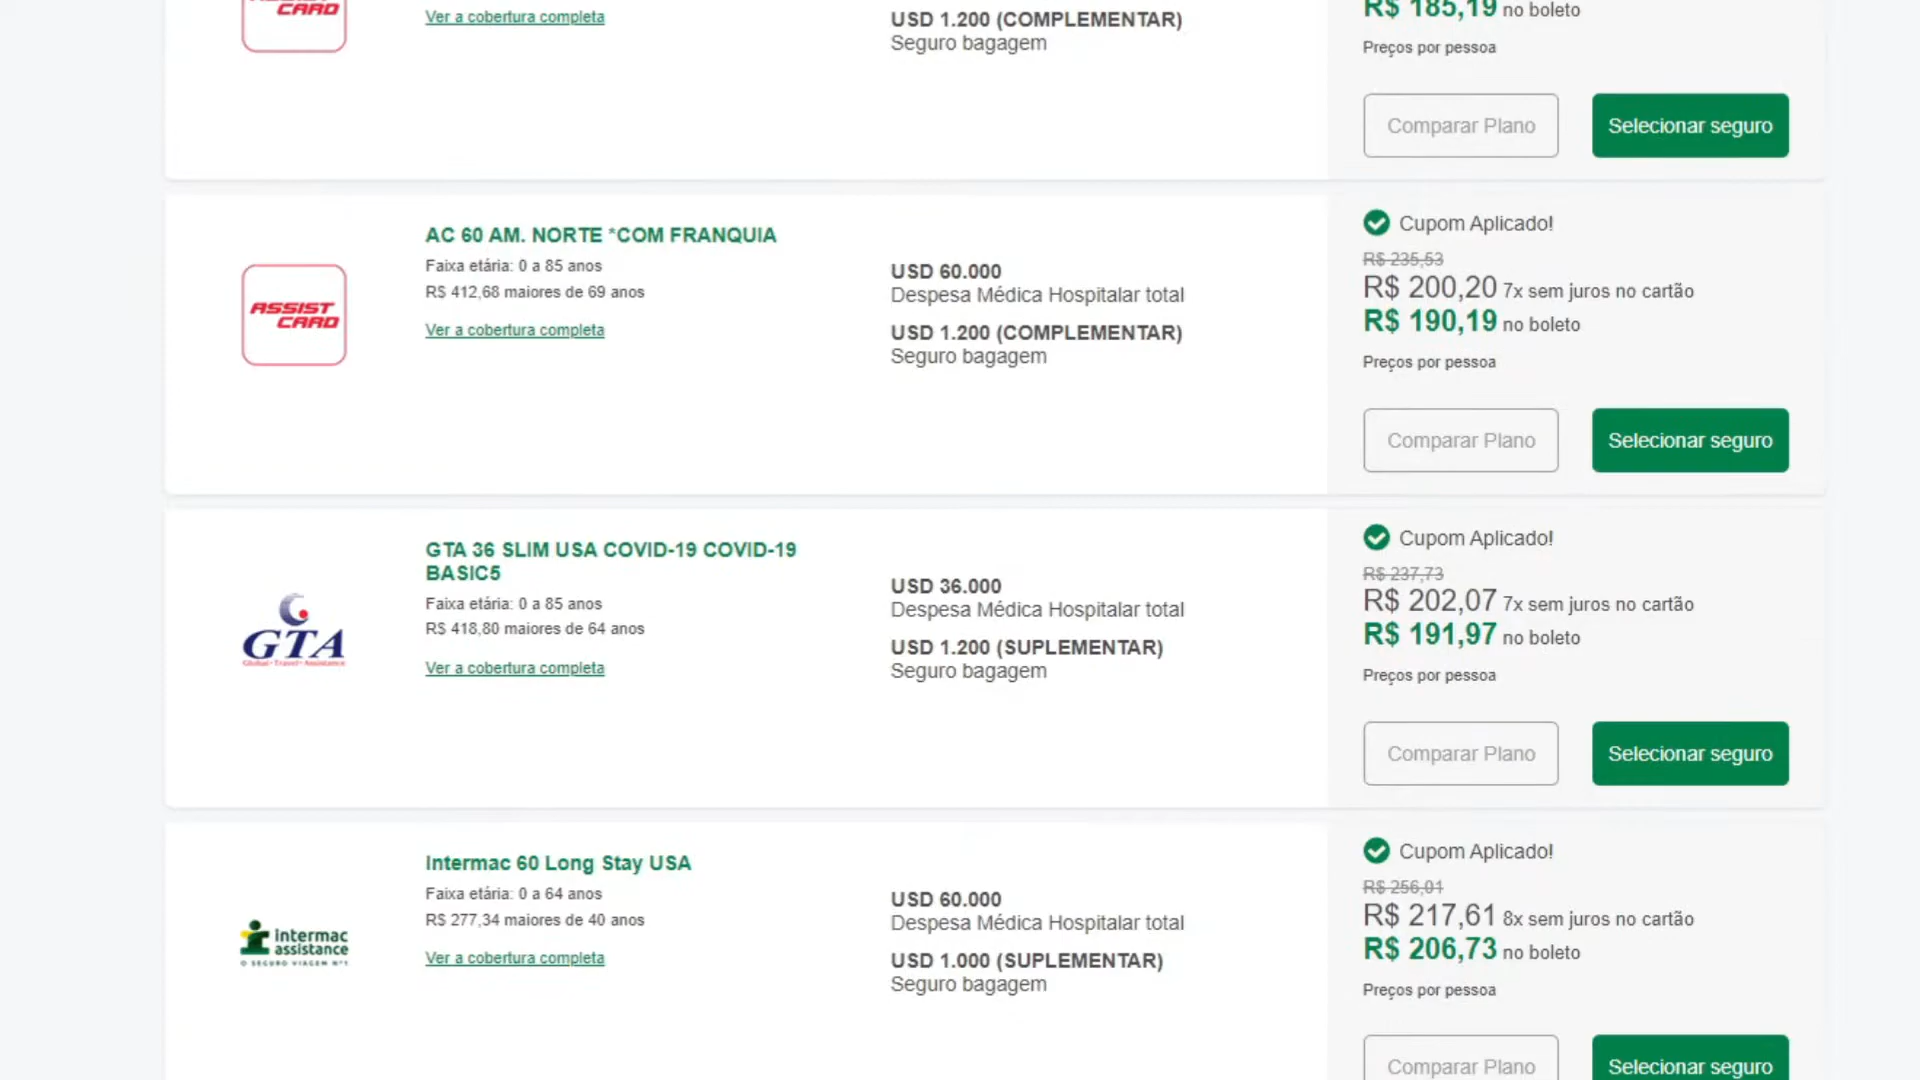 CARD
Ver a cobertura completa
USD 1.200 (COMPLEMENTAR)
Seguro bagagem
R$ 185,19 no boleto
Preços por pessoa
Comparar Plano
Selecionar seguro
ASSIST
CARD
AC 60 AM. NORTE *COM FRANQUIA
Faixa etária: 0 a 85 anos
R$ 412,68 maiores de 69 anos
Ver a cobertura completa
USD 60.000
Despesa Médica Hospitalar total
USD 1.200 (COMPLEMENTAR)
Seguro bagagem
Cupom Aplicado!
R$ 235,53
R$ 200,20 7x sem juros no cartão
R$ 190,19 no boleto
Preços por pessoa
Comparar Plano
Selecionar seguro
GTA
Global - Travel - Assistance
GTA 36 SLIM USA COVID-19 COVID-19
BASIC5
Faixa etária: 0 a 85 anos
R$ 418,80 maiores de 64 anos
Ver a cobertura completa
USD 36.000
Despesa Médica Hospitalar total
USD 1.200 (SUPLEMENTAR)
Seguro bagagem
Cupom Aplicado!
R$ 237,73
R$ 202,07 7x sem juros no cartão
R$ 191,97 no boleto
Preços por pessoa
Comparar Plano
Selecionar seguro
intermac
assistance
O SEGURO VIAGEM Nº1
Intermac 60 Long Stay USA
Faixa etária: 0 a 64 anos
R$ 277,34 maiores de 40 anos
Ver a cobertura completa
USD 60.000
Despesa Médica Hospitalar total
USD 1.000 (SUPLEMENTAR)
Seguro bagagem
Cupom Aplicado!
R$ 256,01
R$ 217,61 8x sem juros no cartão
R$ 206,73 no boleto
Preços por pessoa
Comparar Plano
Selecionar seguro